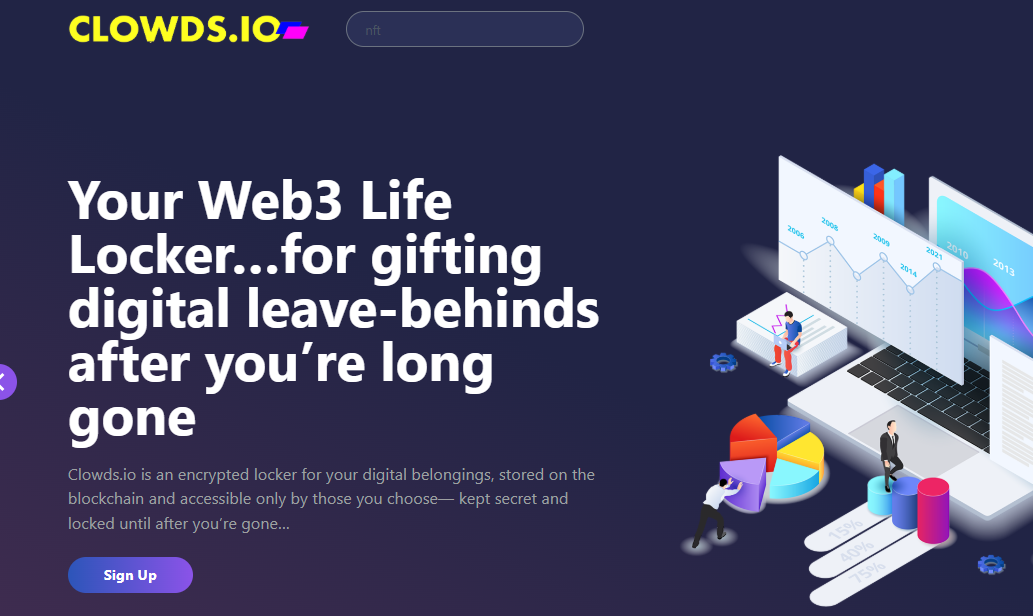 CLOWDS.IO
nft
Your Web3 Life
Locker...for gifting
digital leave-behinds
after you’re long
gone
Clowds.io is an encrypted locker for your digital belongings, stored on the
blockchain and accessible only by those you choose— kept secret and
locked until after you’re gone...
Sign Up
2006
2008
2009
2014
2021
2010
2013
15%
40%
75%